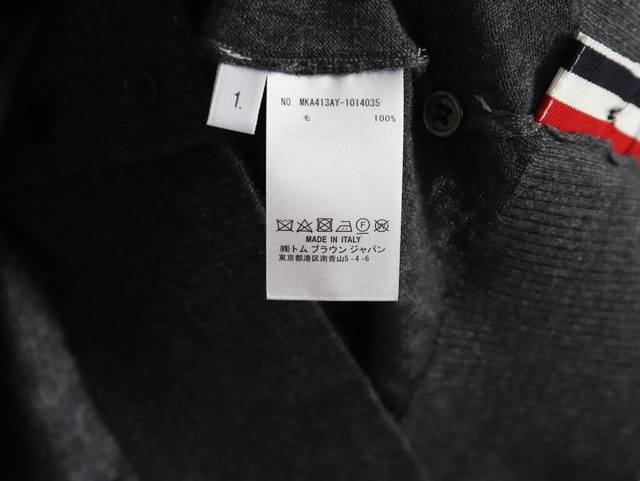 1.
NO. MKA413AY-1014035
毛 100%
MADE IN ITALY
㈱トム ブラウン ジャパン
東京都港区南青山5-4-6